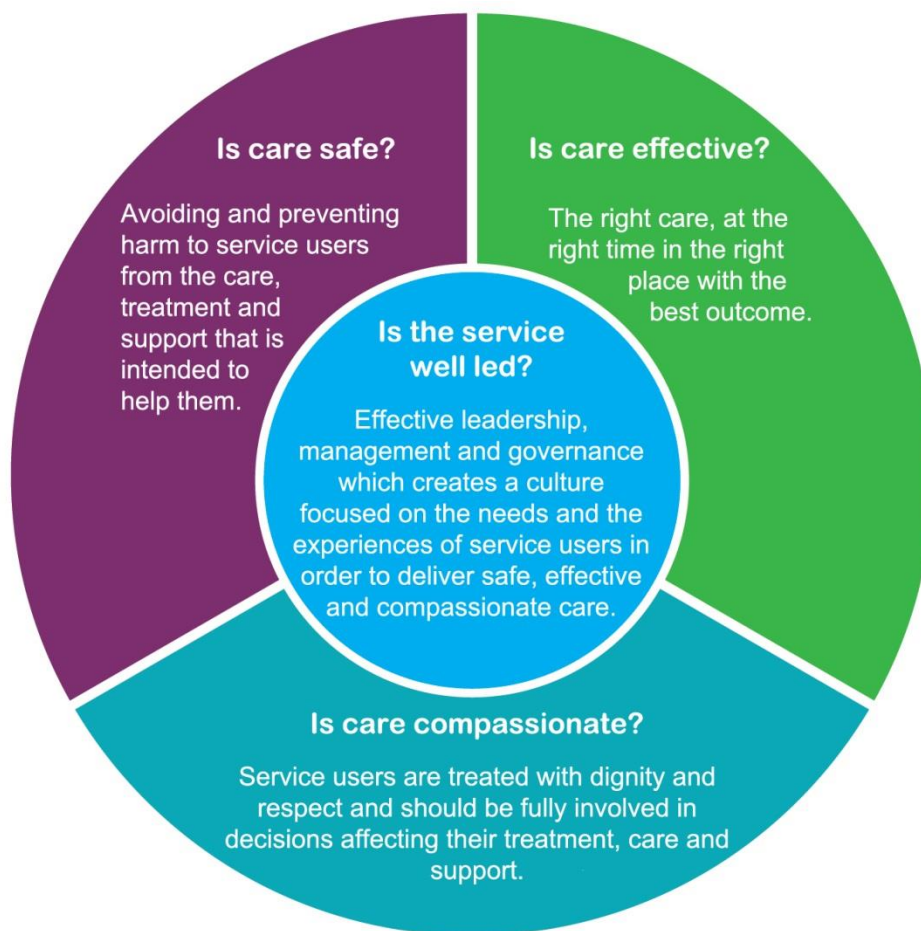 Is care safe?
Avoiding and preventing
harm to service users
from the care,
treatment and
support that is
intended to
help them.
Is care effective?
The right care, at the
right time in the right
place with the
best outcome.
Is the service
well led?
Effective leadership,
management and governance
which creates a culture
focused on the needs and the
experiences of service users in
order to deliver safe, effective
and compassionate care.
Is care compassionate?
Service users are treated with dignity and
respect and should be fully involved in
decisions affecting their treatment, care and
support.